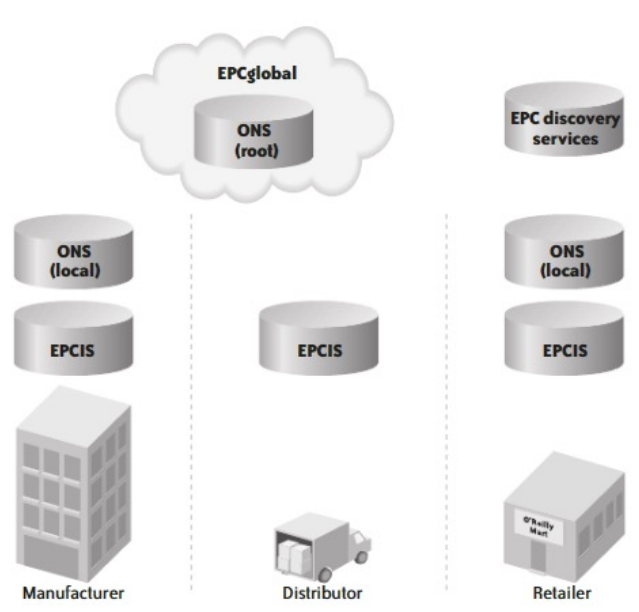 EPCglobal
ONS
(root)
EPC discovery
services
ONS
(local)
ONS
(local)
EPCIS
EPCIS
EPCIS
O'Reilly
Mart
Manufacturer
Distributor
Retailer